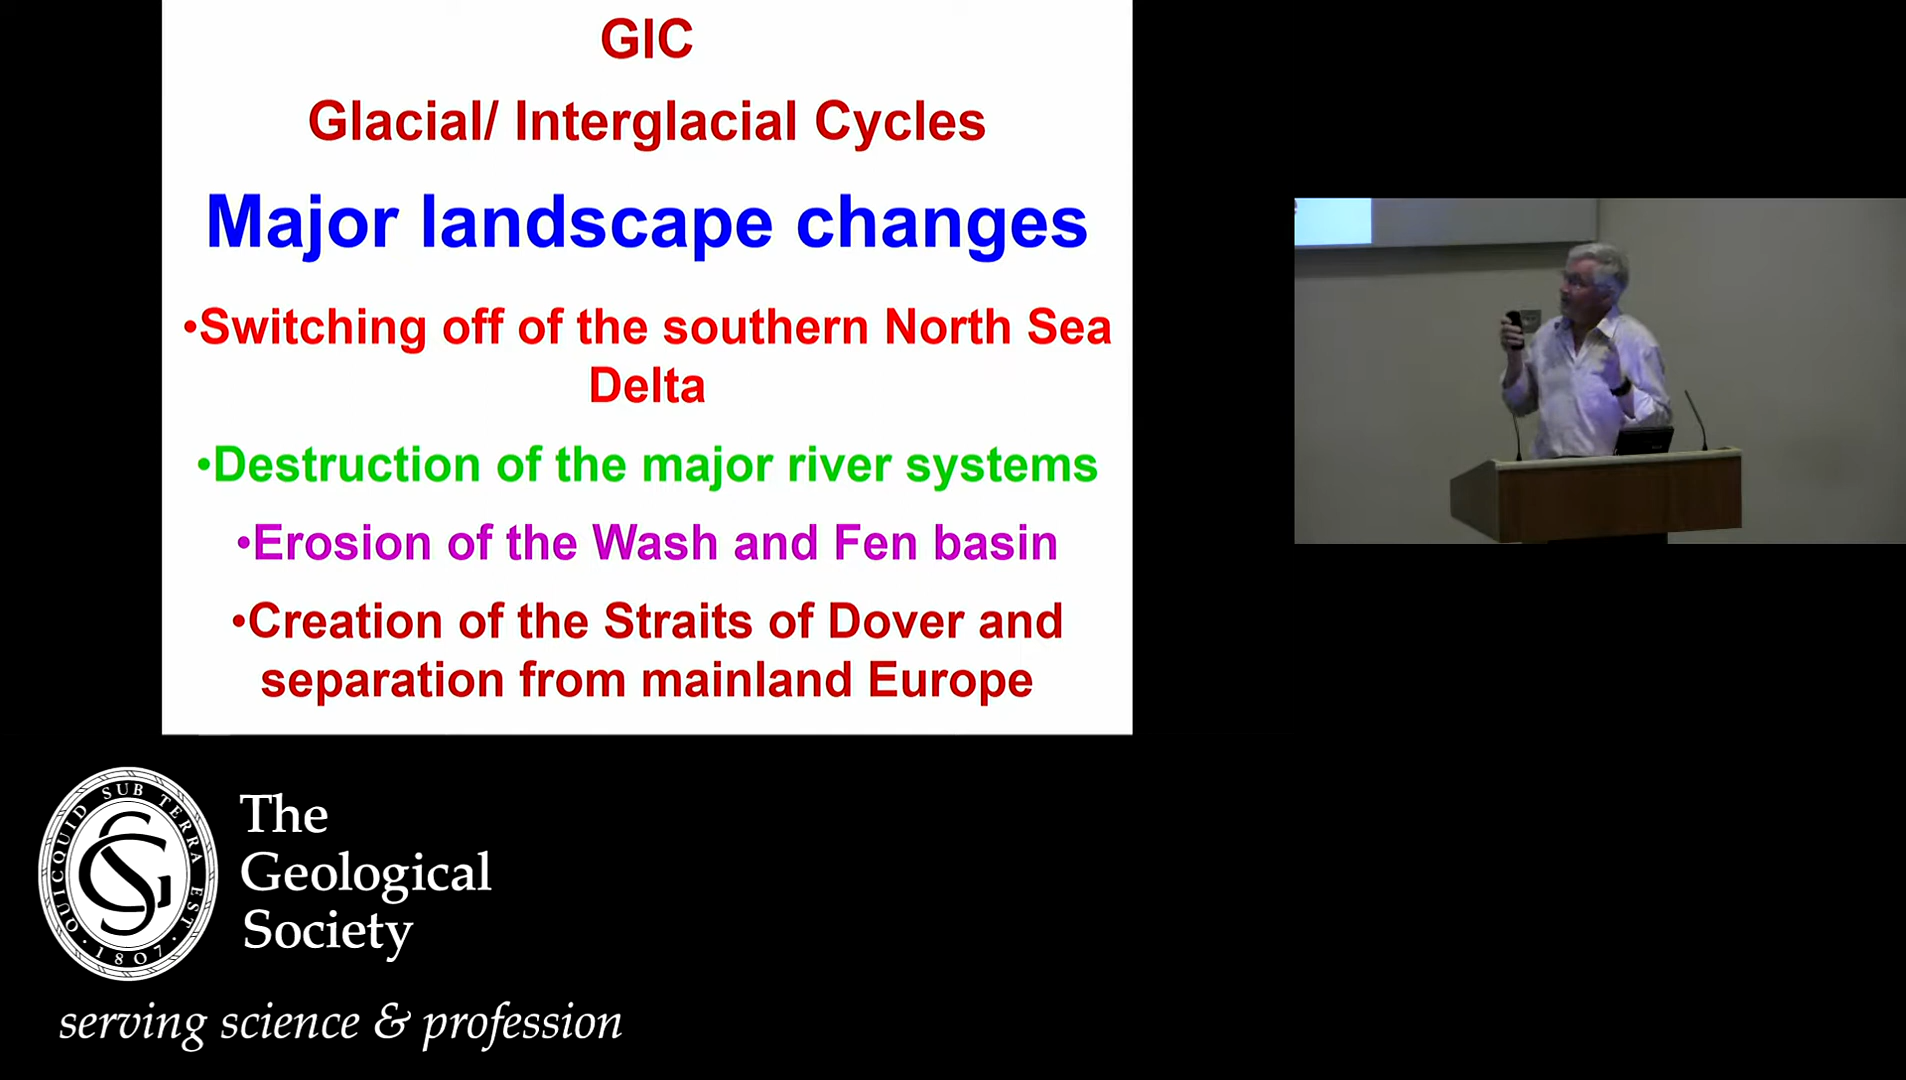 GIC
Glacial/ Interglacial Cycles
Major landscape changes
•Switching off of the southern North Sea
Delta
•Destruction of the major river systems
•Erosion of the Wash and Fen basin
•Creation of the Straits of Dover and
separation from mainland Europe
QUICQUID SUB TERRA EST
· 1807 ·
The
Geological
Society
serving science & profession